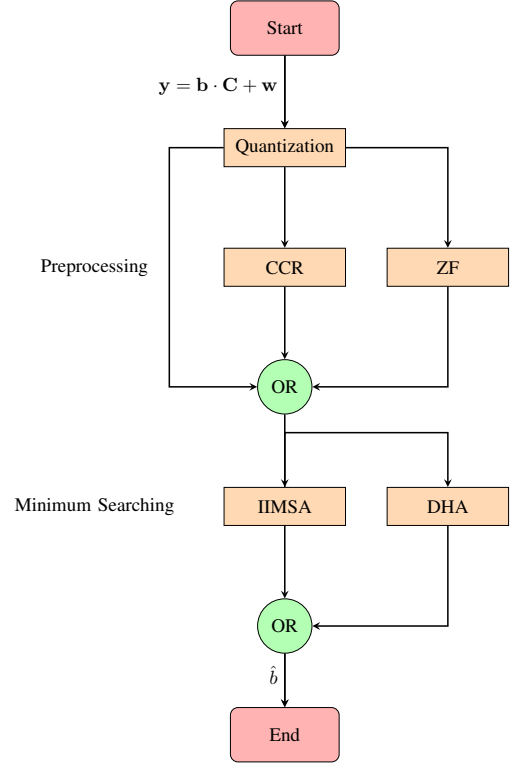 Start
y = b · C + w
Quantization
Preprocessing
CCR
ZF
OR
Minimum Searching
IIMSA
DHA
OR
b̂
End